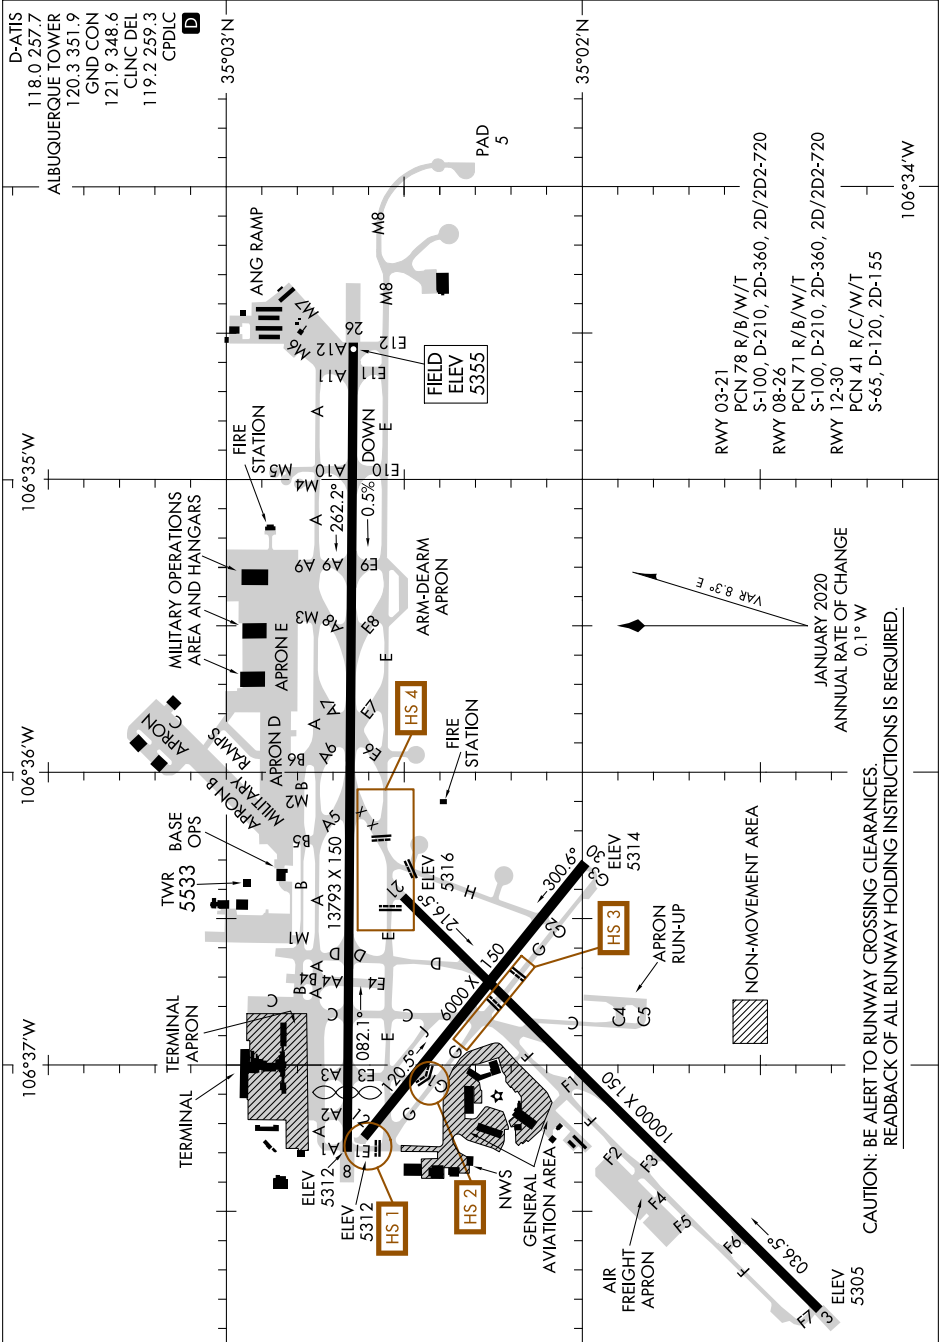 D-ATIS
118.0 257.7
ALBUQUERQUE TOWER
120.3 351.9
GND CON
121.9 348.6
CLNC DEL
119.2 259.3
CPDLC
D
35°03'N
35°02'N
106°34'W
106°35'W
106°36'W
106°37'W
PAD
5
M8
M8
ANG RAMP
M7
M6
A12
26
E12
A11
E11
FIELD
ELEV
5355
A
E
FIRE
STATION
M5
M4
A10
E10
262.2°
0.5% DOWN
A
MILITARY OPERATIONS
AREA AND HANGARS
A9
A9
E9
ARM-DEARM
APRON
M3
A8
E8
E
APRON E
APRON D
APRON
C
APRON B
MILITARY RAMPS
A
A7
E7
B6
A6
E6
HS 4
FIRE
STATION
B
M2
A5
X
X
B5
BASE
OPS
TWR
5533
B
A
13793 X 150
21
ELEV
5316
H
M1
E
216.5°
D
D
D
A
B4
A4
E4
B
A
C
C
C
C
082.1°
E
300.6°
30
ELEV
5314
G3
G2
G
6000 X 150
HS 3
APRON
RUN-UP
C4
C5
NON-MOVEMENT AREA
TERMINAL
APRON
TERMINAL
A3
E3
120.5°
J
G
G1
G
A2
A
A1
12
E1
8
ELEV
5312
ELEV
5312
HS 1
HS 2
NWS
GENERAL
AVIATION AREA
F
F1
F
F2
F3
F4
F5
F6
F
F7
10000 X 150
AIR
FREIGHT
APRON
036.5°
3
ELEV
5305
RWY 03-21
PCN 78 R/B/W/T
S-100, D-210, 2D-360, 2D/2D2-720
RWY 08-26
PCN 71 R/B/W/T
S-100, D-210, 2D-360, 2D/2D2-720
RWY 12-30
PCN 41 R/C/W/T
S-65, D-120, 2D-155
VAR 8.3° E
JANUARY 2020
ANNUAL RATE OF CHANGE
0.1° W
CAUTION: BE ALERT TO RUNWAY CROSSING CLEARANCES.
READBACK OF ALL RUNWAY HOLDING INSTRUCTIONS IS REQUIRED.